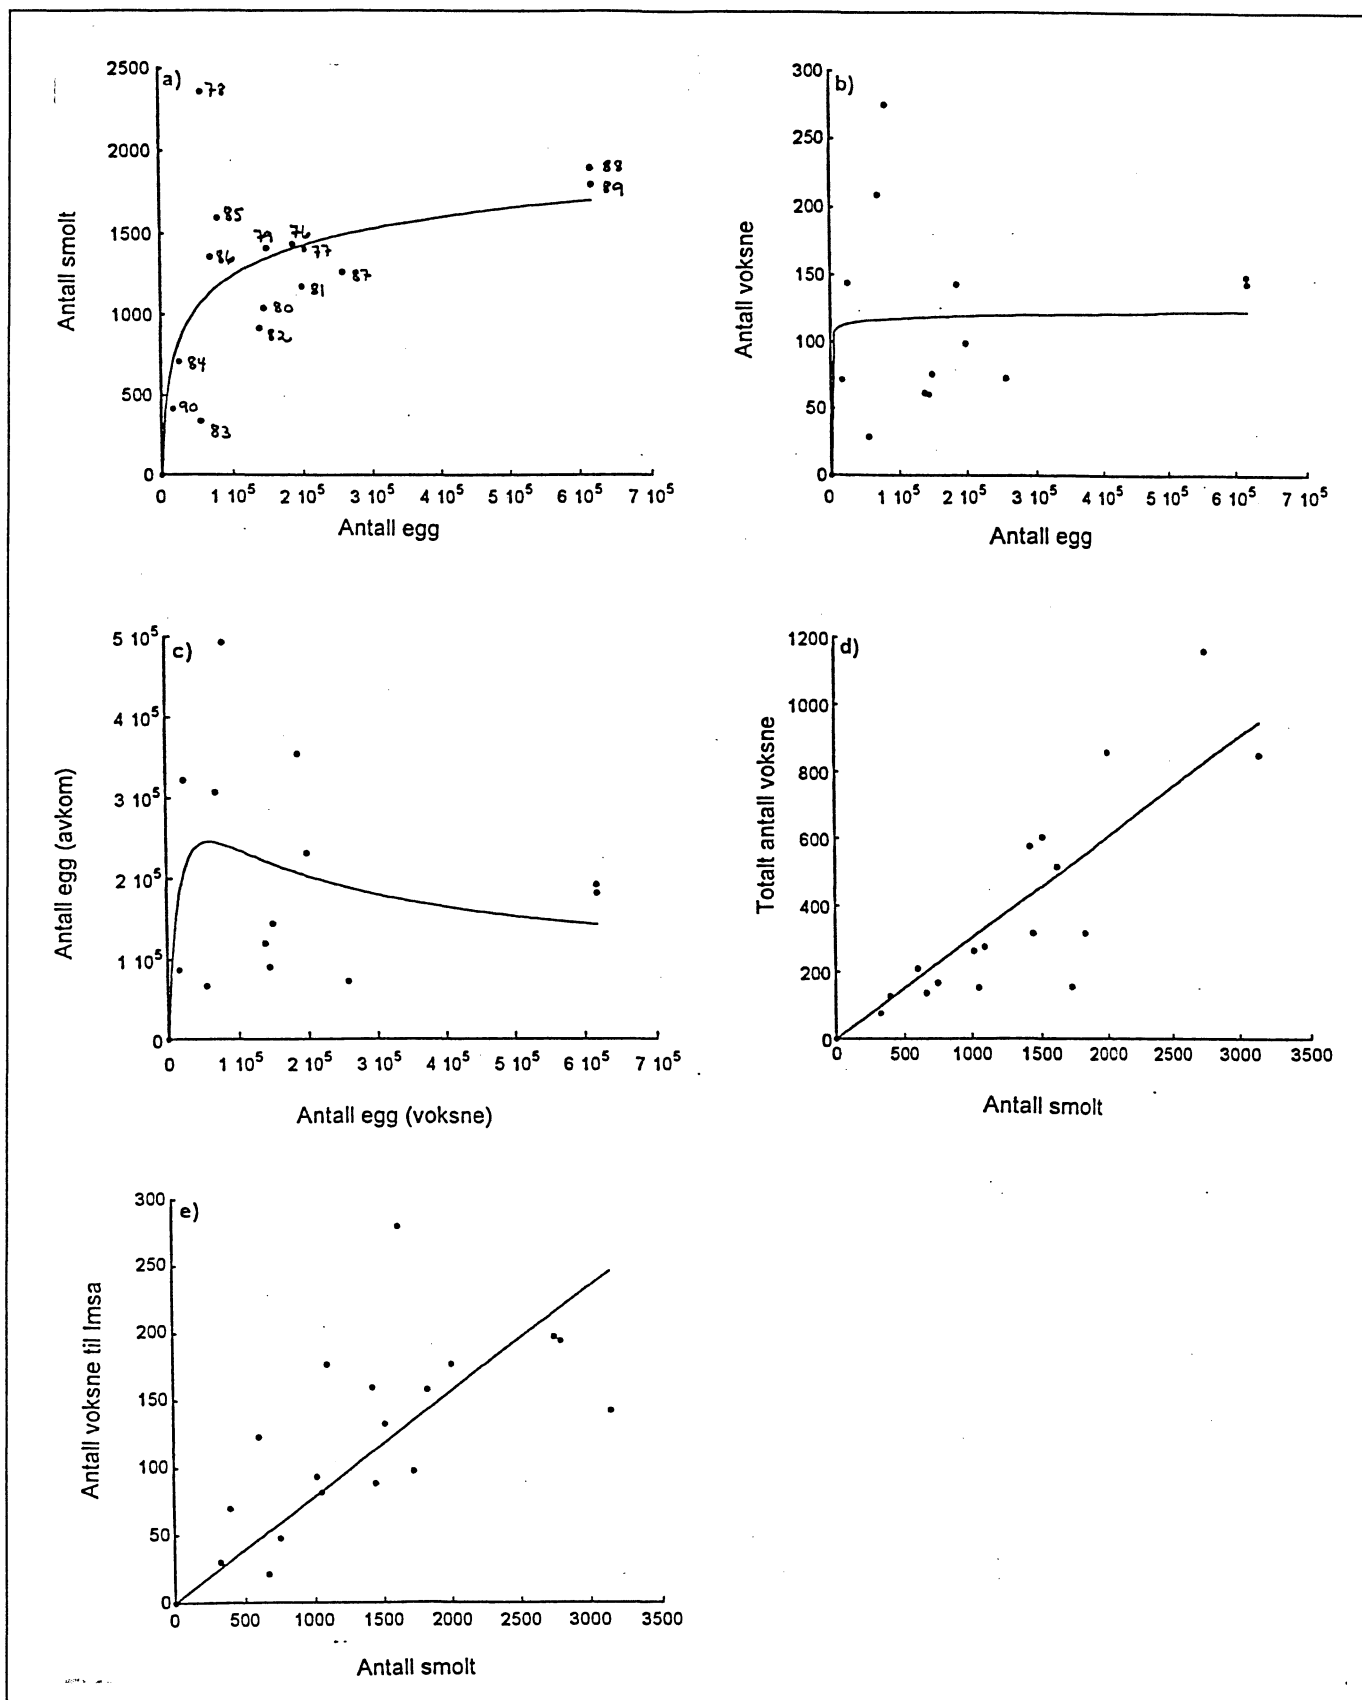 a)
2500
2000
1500
1000
500
0
78
88
89
85
79
76
77
86
87
81
80
82
84
90
83
0 1 10⁵ 2 10⁵ 3 10⁵ 4 10⁵ 5 10⁵ 6 10⁵ 7 10⁵
Antall egg
Antall smolt
b)
300
250
200
150
100
50
0
0 1 10⁵ 2 10⁵ 3 10⁵ 4 10⁵ 5 10⁵ 6 10⁵ 7 10⁵
Antall egg
Antall voksne
c)
5 10⁵
4 10⁵
3 10⁵
2 10⁵
1 10⁵
0
0 1 10⁵ 2 10⁵ 3 10⁵ 4 10⁵ 5 10⁵ 6 10⁵ 7 10⁵
Antall egg (voksne)
Antall egg (avkom)
d)
1200
1000
800
600
400
200
0
0 500 1000 1500 2000 2500 3000 3500
Antall smolt
Totalt antall voksne
e)
300
250
200
150
100
50
0
0 500 1000 1500 2000 2500 3000 3500
Antall smolt
Antall voksne til Imsa